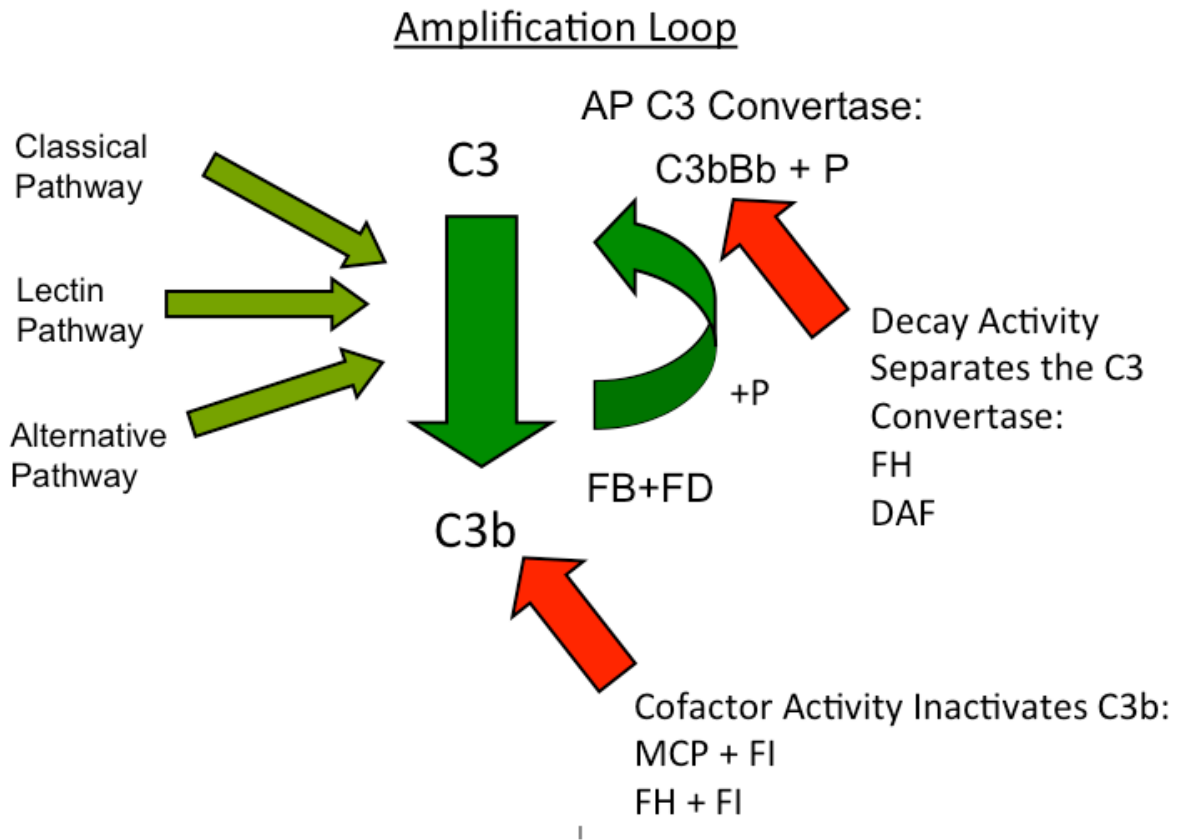 Amplification Loop
AP C3 Convertase:
C3bBb + P
Classical
Pathway
C3
Lectin
Pathway
Alternative
Pathway
+P
FB+FD
C3b
Decay Activity
Separates the C3
Convertase:
FH
DAF
Cofactor Activity Inactivates C3b:
MCP + FI
FH + FI